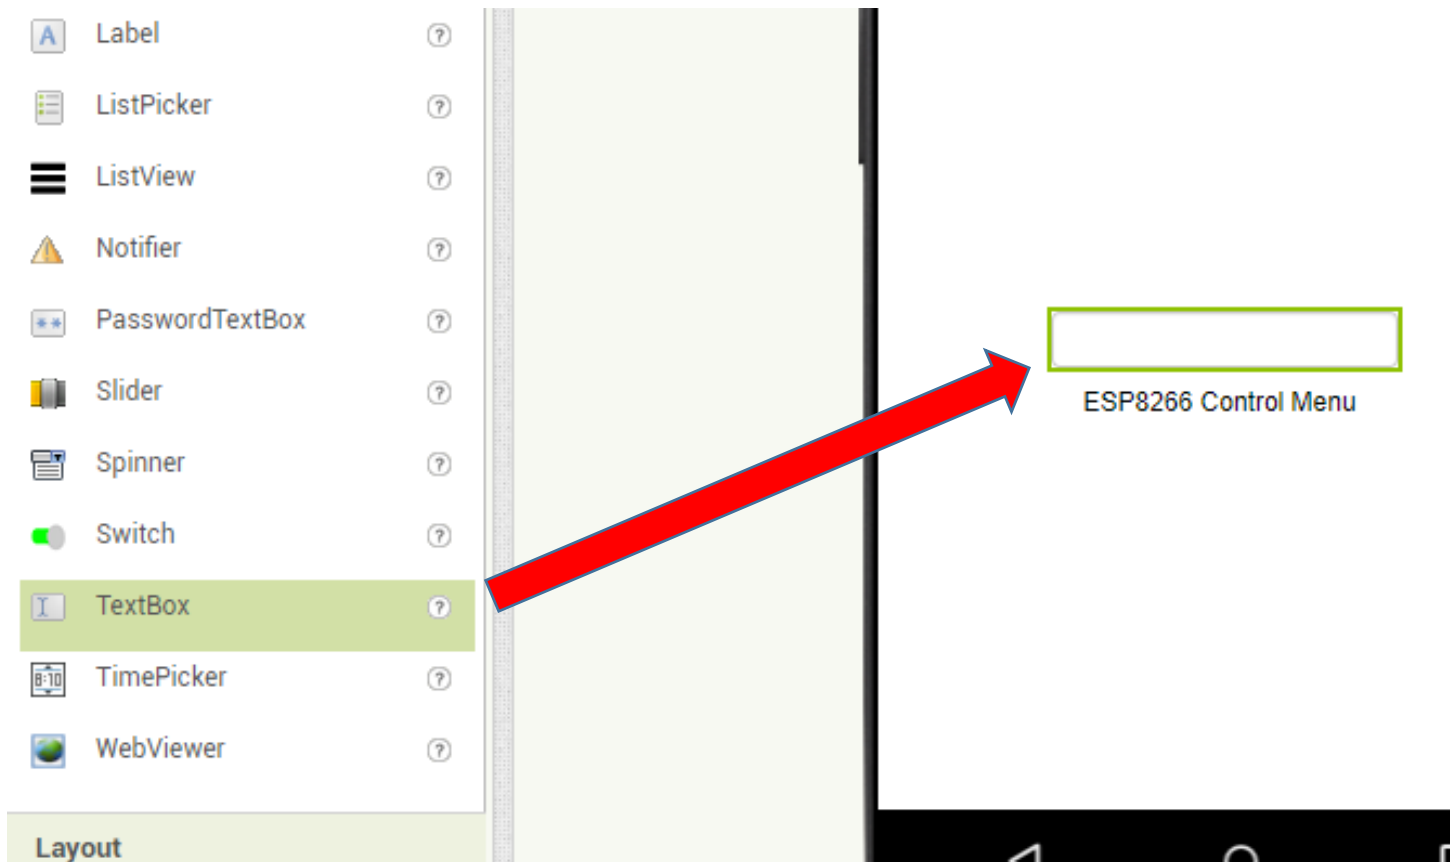 Label
ListPicker
ListView
Notifier
PasswordTextBox
Slider
Spinner
Switch
TextBox
TimePicker
WebViewer
Layout
ESP8266 Control Menu